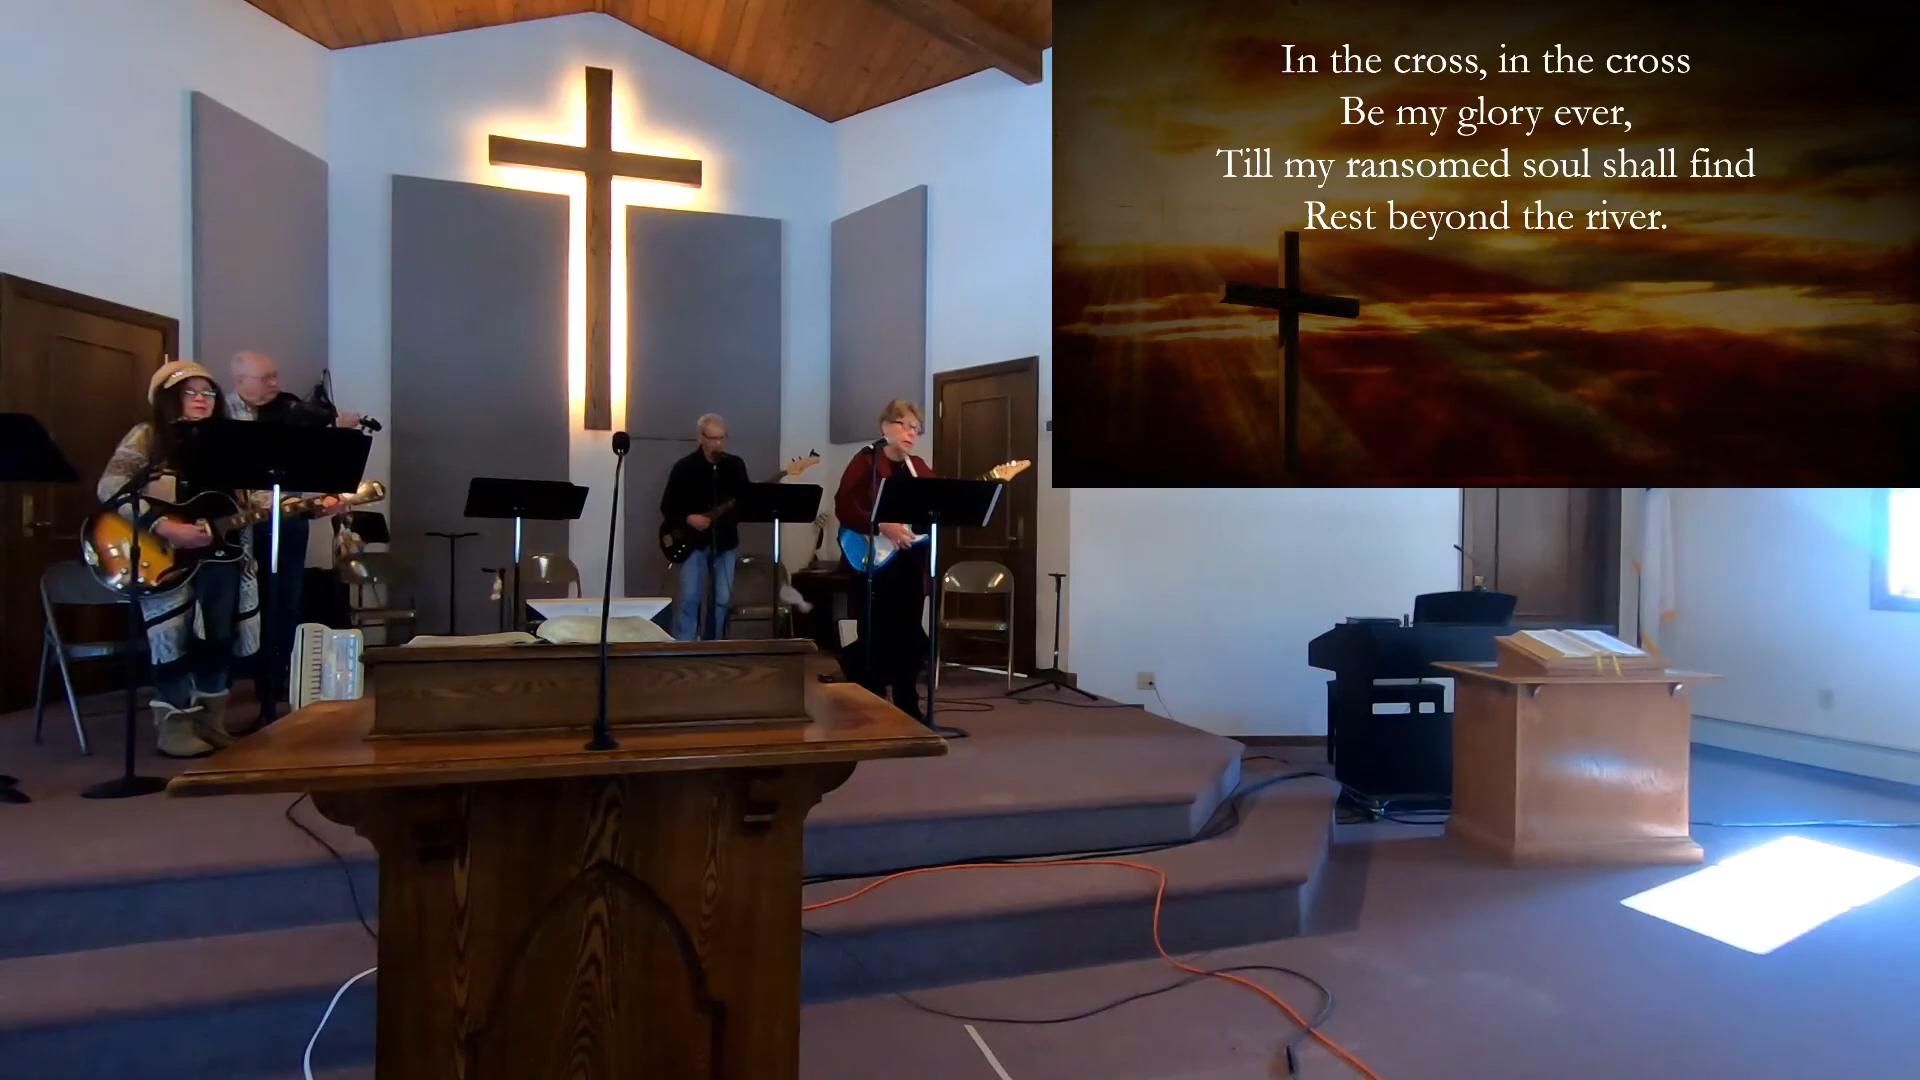 In the cross, in the cross
Be my glory ever,
Till my ransomed soul shall find
Rest beyond the river.